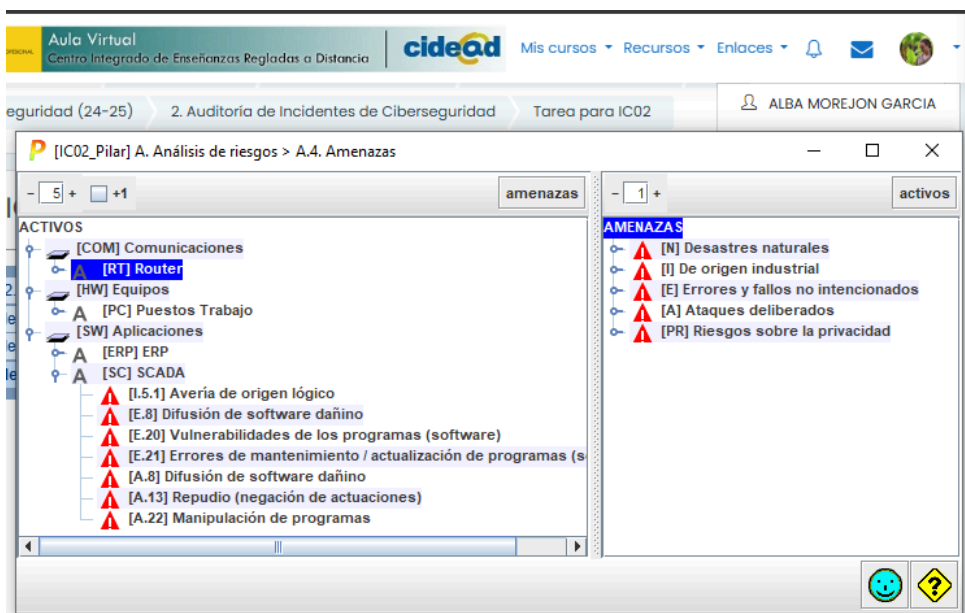 Aula Virtual
Centro Integrado de Enseñanzas Regladas a Distancia
cidead
Mis cursos Recursos Enlaces
eguridad (24-25) 2. Auditoría de Incidentes de Ciberseguridad Tarea para IC02
ALBA MOREJON GARCIA
[IC02_Pilar] A. Análisis de riesgos > A.4. Amenazas
- 5 + +1 amenazas
ACTIVOS
[COM] Comunicaciones
[RT] Router
[HW] Equipos
[PC] Puestos Trabajo
[SW] Aplicaciones
[ERP] ERP
[SC] SCADA
[I.5.1] Avería de origen lógico
[E.8] Difusión de software dañino
[E.20] Vulnerabilidades de los programas (software)
[E.21] Errores de mantenimiento / actualización de programas (s
[A.8] Difusión de software dañino
[A.13] Repudio (negación de actuaciones)
[A.22] Manipulación de programas
- 1 + activos
AMENAZAS
[N] Desastres naturales
[I] De origen industrial
[E] Errores y fallos no intencionados
[A] Ataques deliberados
[PR] Riesgos sobre la privacidad